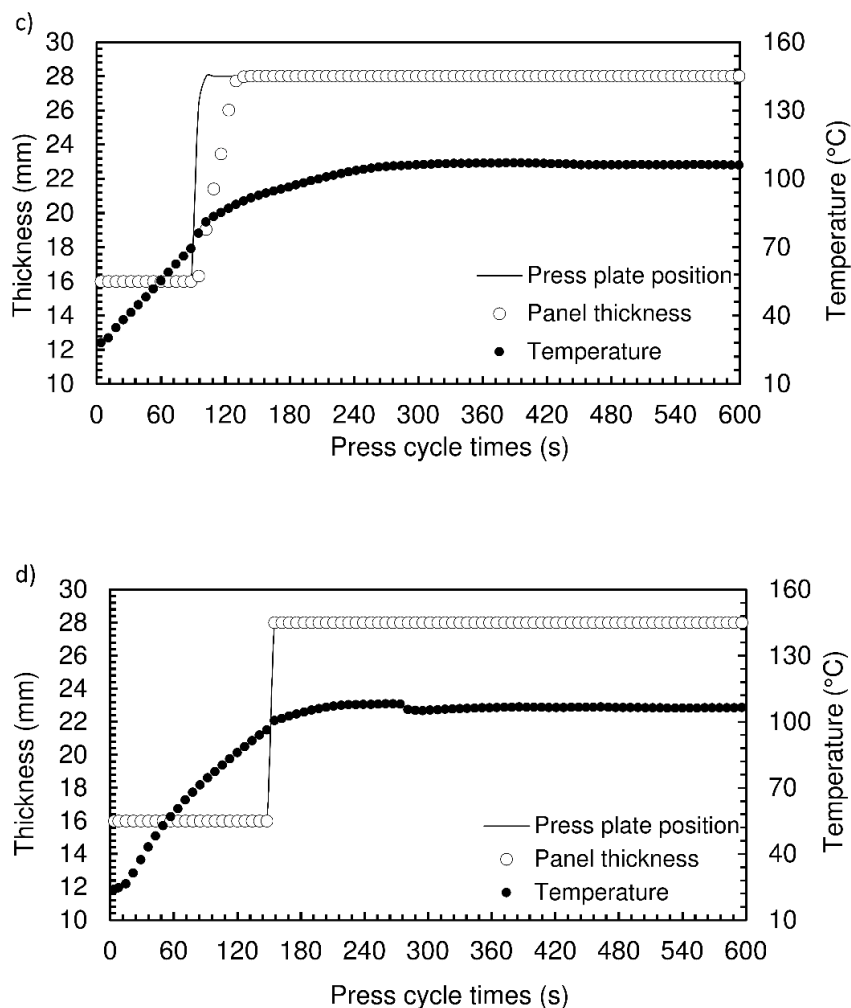 c)
30
28
26
24
22
20
18
16
14
12
10
Thickness (mm)
160
130
100
70
40
10
Temperature (°C)
Press plate position
Panel thickness
Temperature
0 60 120 180 240 300 360 420 480 540 600
Press cycle times (s)
d)
30
28
26
24
22
20
18
16
14
12
10
Thickness (mm)
160
130
100
70
40
10
Temperature (°C)
Press plate position
Panel thickness
Temperature
0 60 120 180 240 300 360 420 480 540 600
Press cycle times (s)